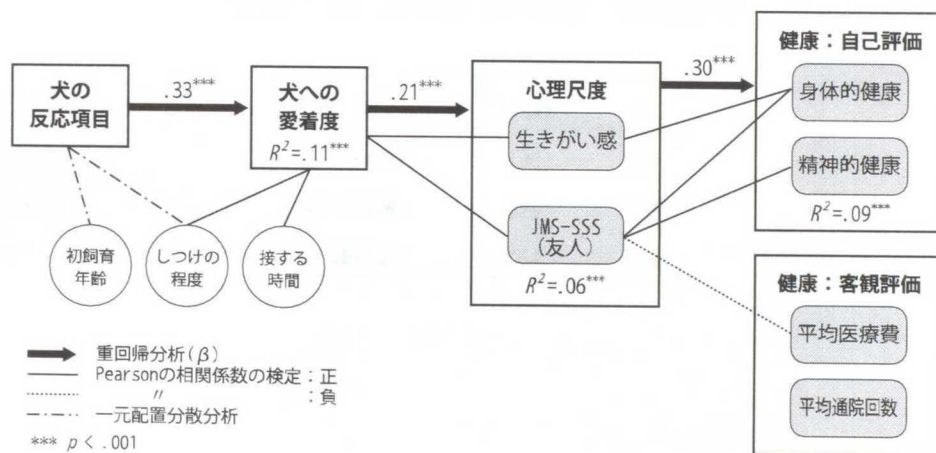 犬の
反応項目
.33***
犬への
愛着度
R²=.11***
.21***
心理尺度
生きがい感
JMS-SSS
(友人)
R²=.06***
.30***
健康：自己評価
身体的健康
精神的健康
R²=.09***
初飼育
年齢
しつけの
程度
接する
時間
健康：客観評価
平均医療費
平均通院回数
重回帰分析(β)
Pearsonの相関係数の検定：正
〃 ：負
一元配置分散分析
*** p < .001